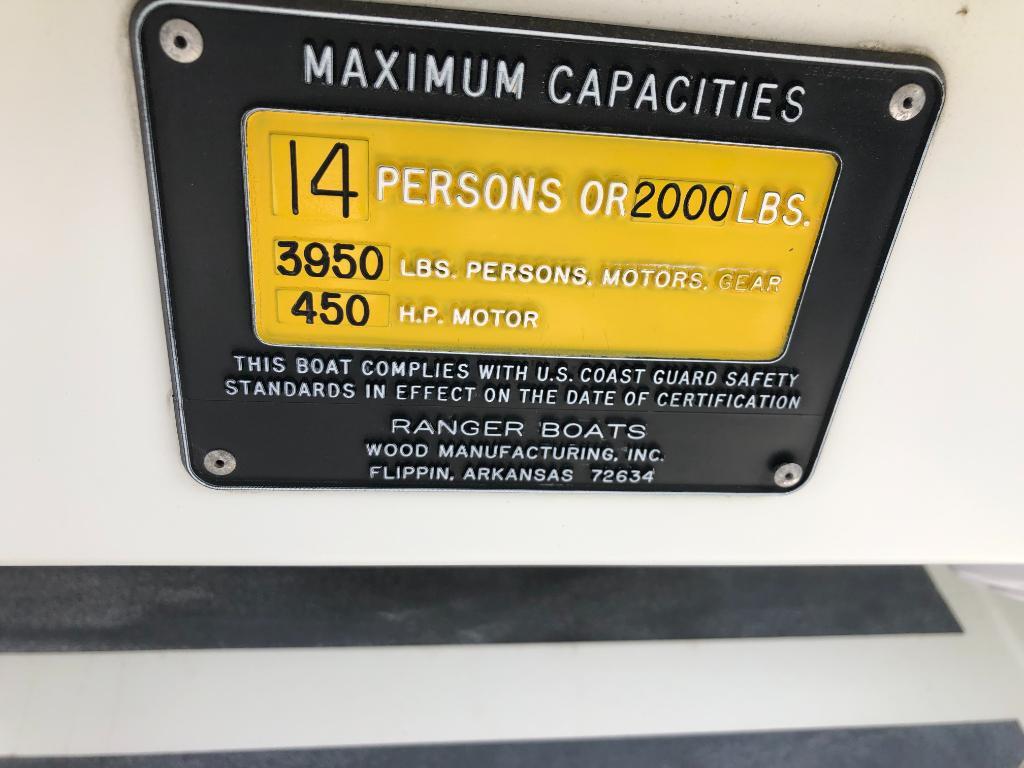 MAXIMUM CAPACITIES
14 PERSONS OR 2000 LBS.
3950 LBS. PERSONS, MOTORS, GEAR
450 H.P. MOTOR
THIS BOAT COMPLIES WITH U.S. COAST GUARD SAFETY
STANDARDS IN EFFECT ON THE DATE OF CERTIFICATION
RANGER BOATS
WOOD MANUFACTURING, INC.
FLIPPIN, ARKANSAS 72634